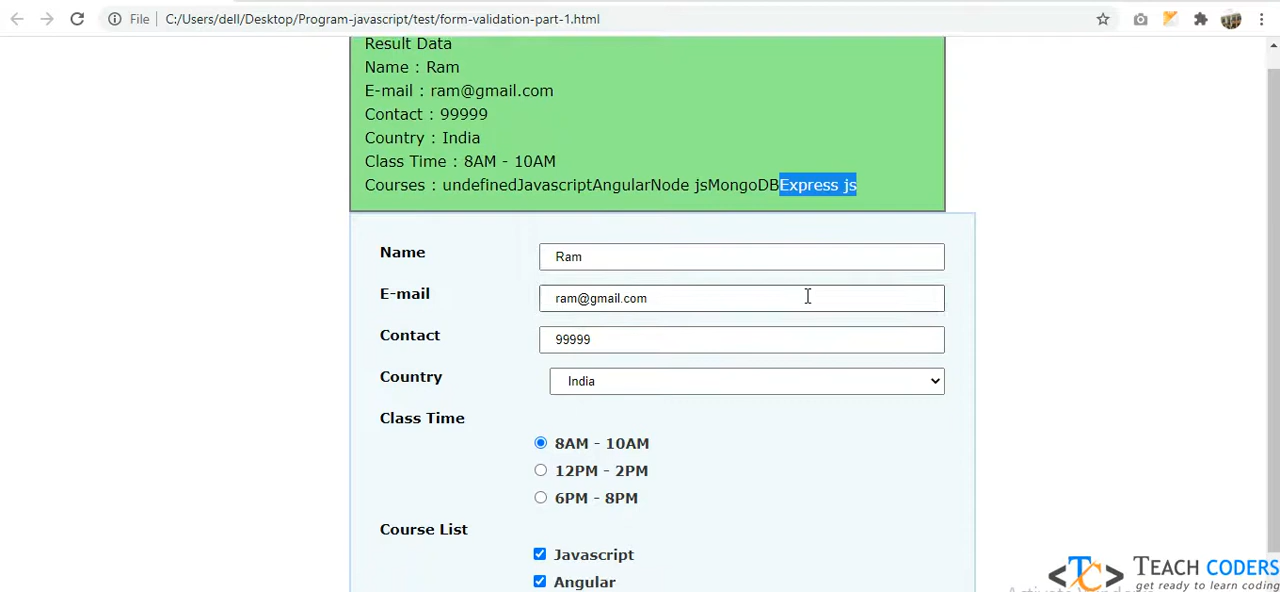 File | C:/Users/dell/Desktop/Program-javascript/test/form-validation-part-1.html
Result Data
Name : Ram
E-mail : ram@gmail.com
Contact : 99999
Country : India
Class Time : 8AM - 10AM
Courses : undefinedJavascriptAngularNode jsMongoDBExpress js
Name Ram
E-mail ram@gmail.com
Contact 99999
Country India
Class Time
8AM - 10AM
12PM - 2PM
6PM - 8PM
Course List
Javascript
Angular
<TC> TEACH CODERS
get ready to learn coding